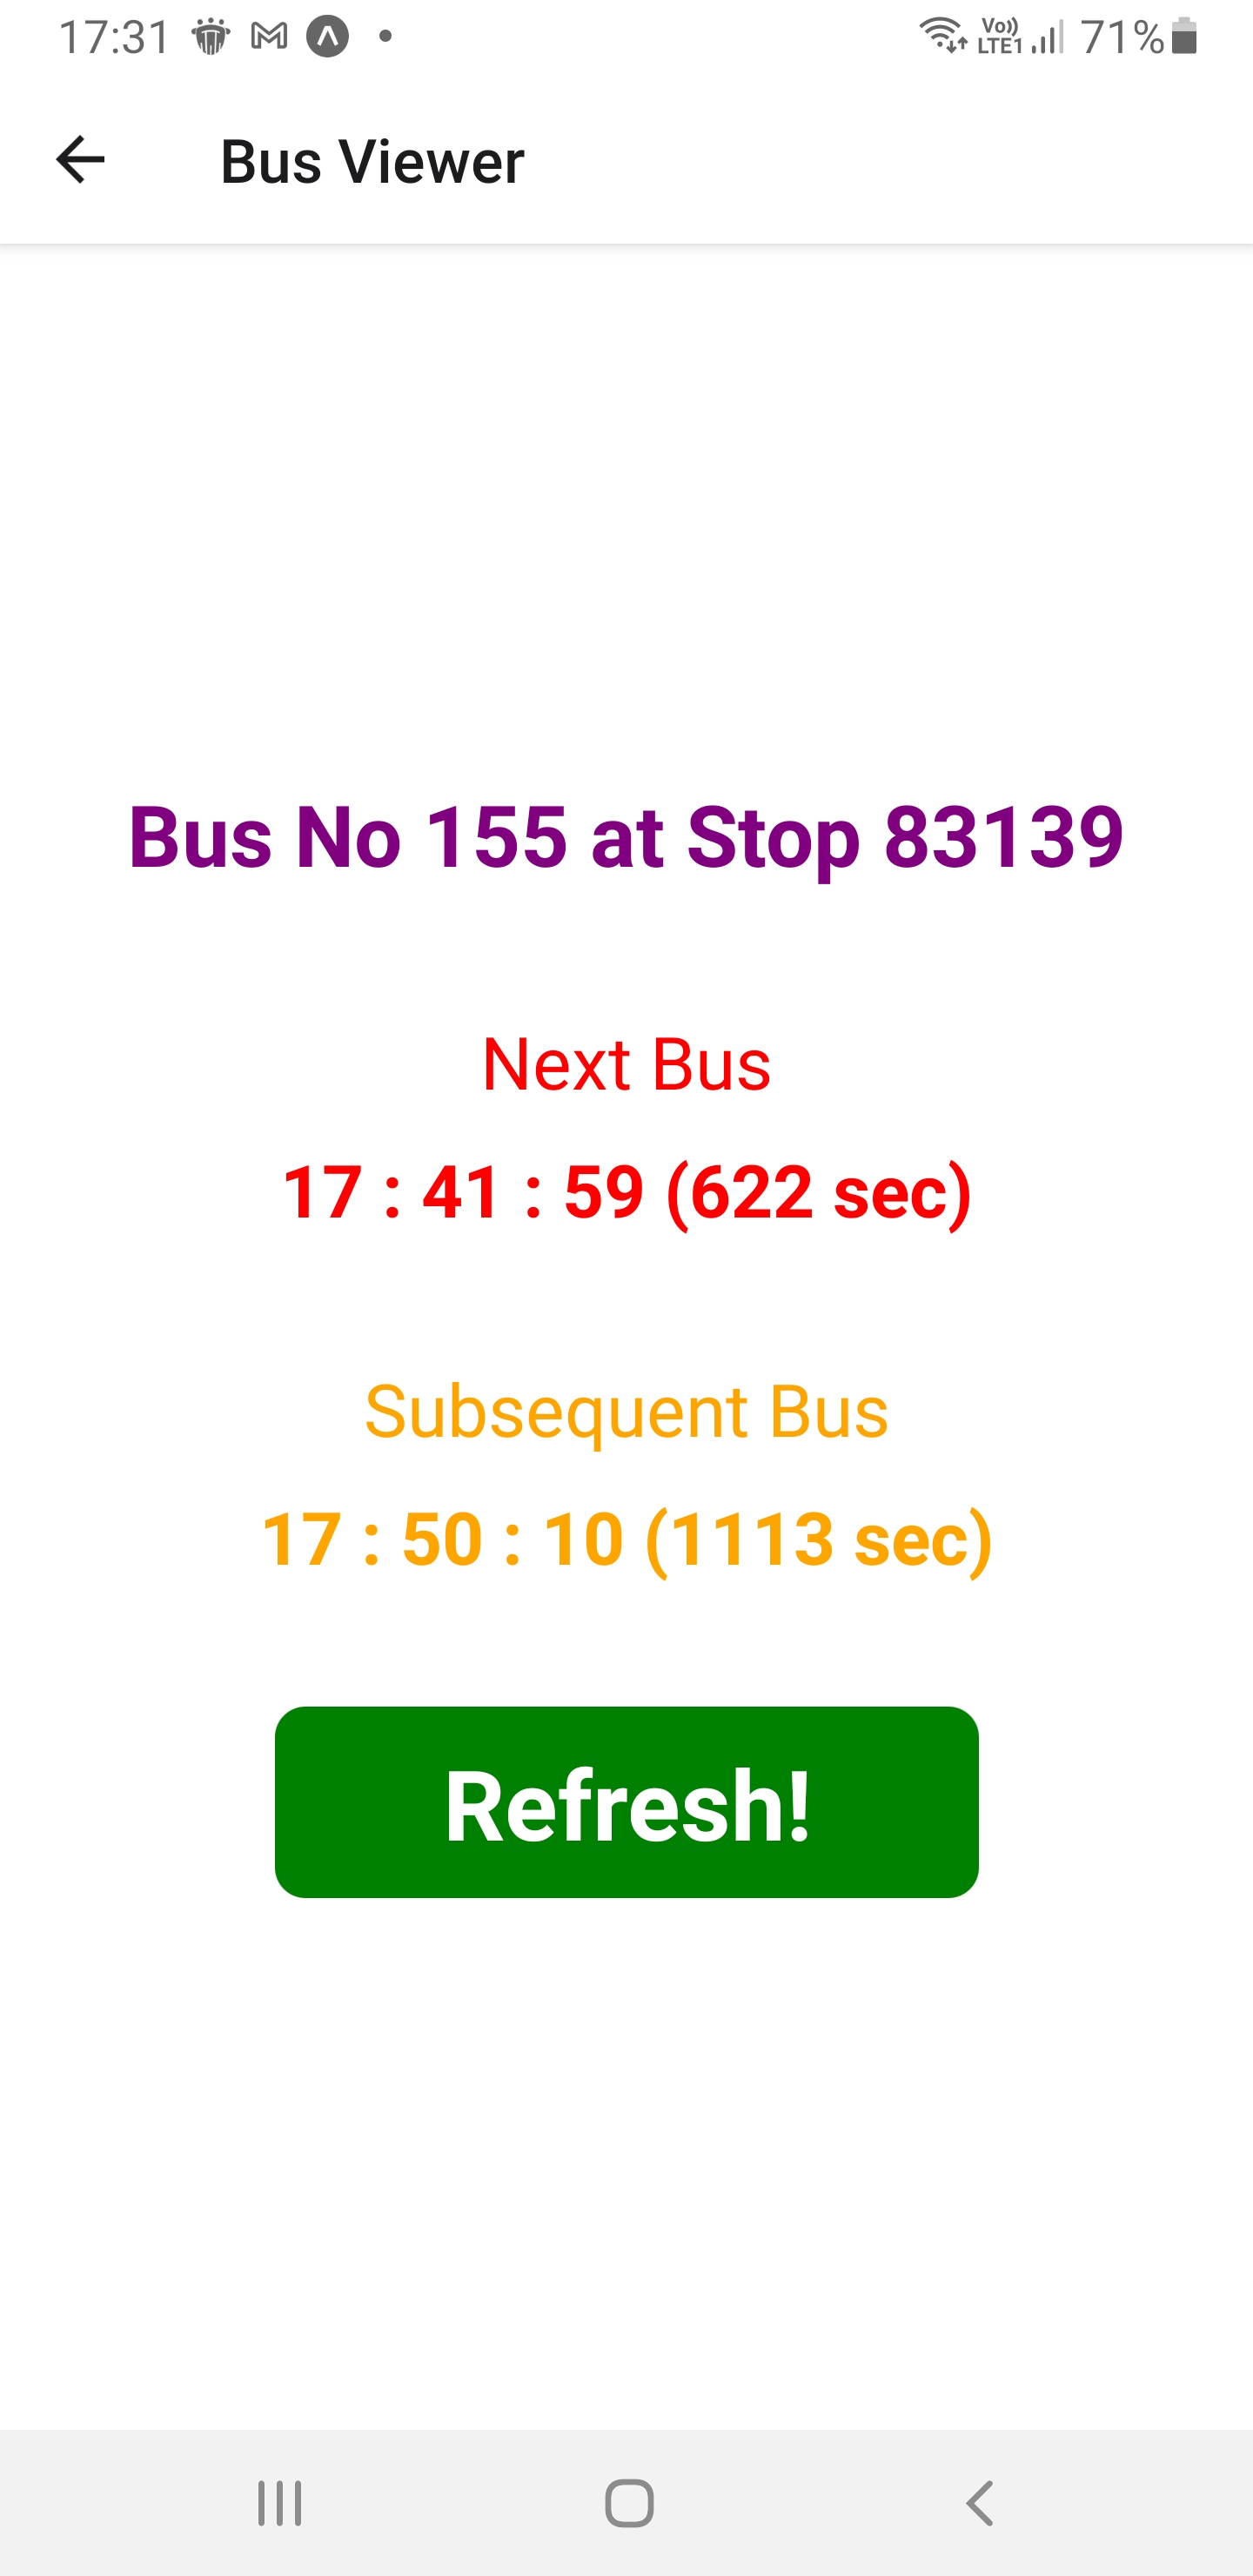 17:31 Vo)) LTE1 71%
Bus Viewer
Bus No 155 at Stop 83139
Next Bus
17 : 41 : 59 (622 sec)
Subsequent Bus
17 : 50 : 10 (1113 sec)
Refresh!